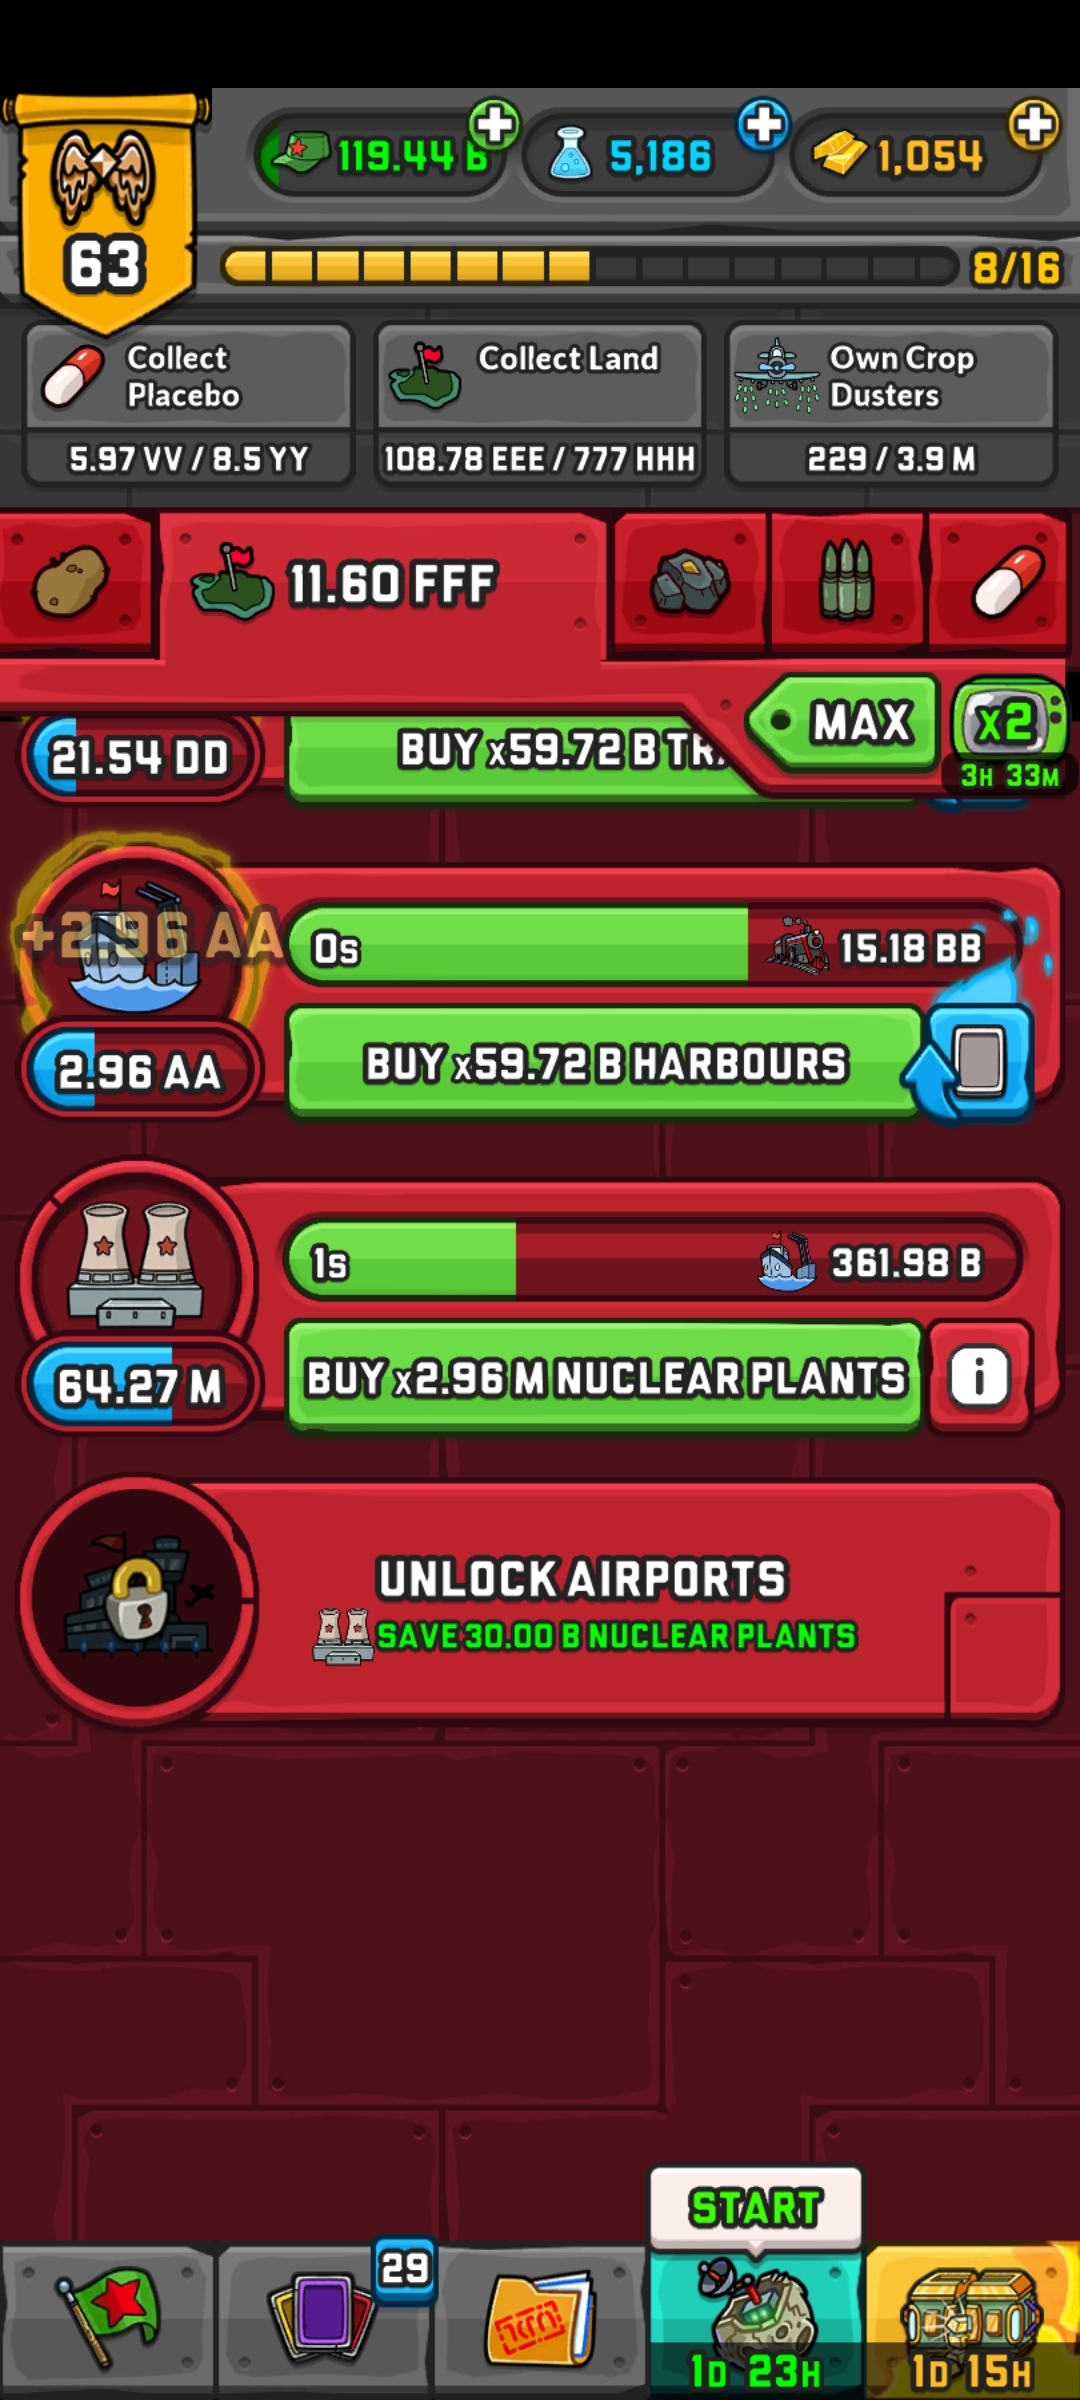 119.44 B
5,186
1,054
63
8/16
Collect
Placebo
5.97 VV / 8.5 YY
Collect Land
108.78 EEE / 777 HHH
Own Crop
Dusters
229 / 3.9 M
11.60 FFF
MAX
x2
3H 33M
21.54 DD
BUY x59.72 B
+2.96 AA
0s
15.18 BB
2.96 AA
BUY x59.72 B HARBOURS
1s
361.98 B
64.27 M
BUY x2.96 M NUCLEAR PLANTS
i
UNLOCK AIRPORTS
SAVE 30.00 B NUCLEAR PLANTS
START
29
1D 23H
1D 15H